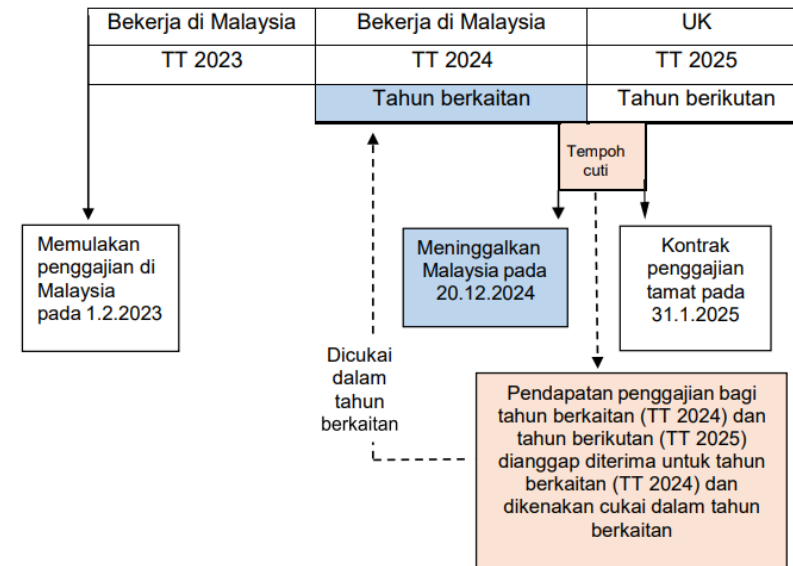 Bekerja di Malaysia
Bekerja di Malaysia
UK
TT 2023
TT 2024
TT 2025
Tahun berkaitan
Tahun berikutan
Tempoh
cuti
Memulakan
penggajian di
Malaysia
pada 1.2.2023
Meninggalkan
Malaysia pada
20.12.2024
Kontrak
penggajian
tamat pada
31.1.2025
Dicukai
dalam
tahun
berkaitan
Pendapatan penggajian bagi
tahun berkaitan (TT 2024) dan
tahun berikutan (TT 2025)
dianggap diterima untuk tahun
berkaitan (TT 2024) dan
dikenakan cukai dalam tahun
berkaitan